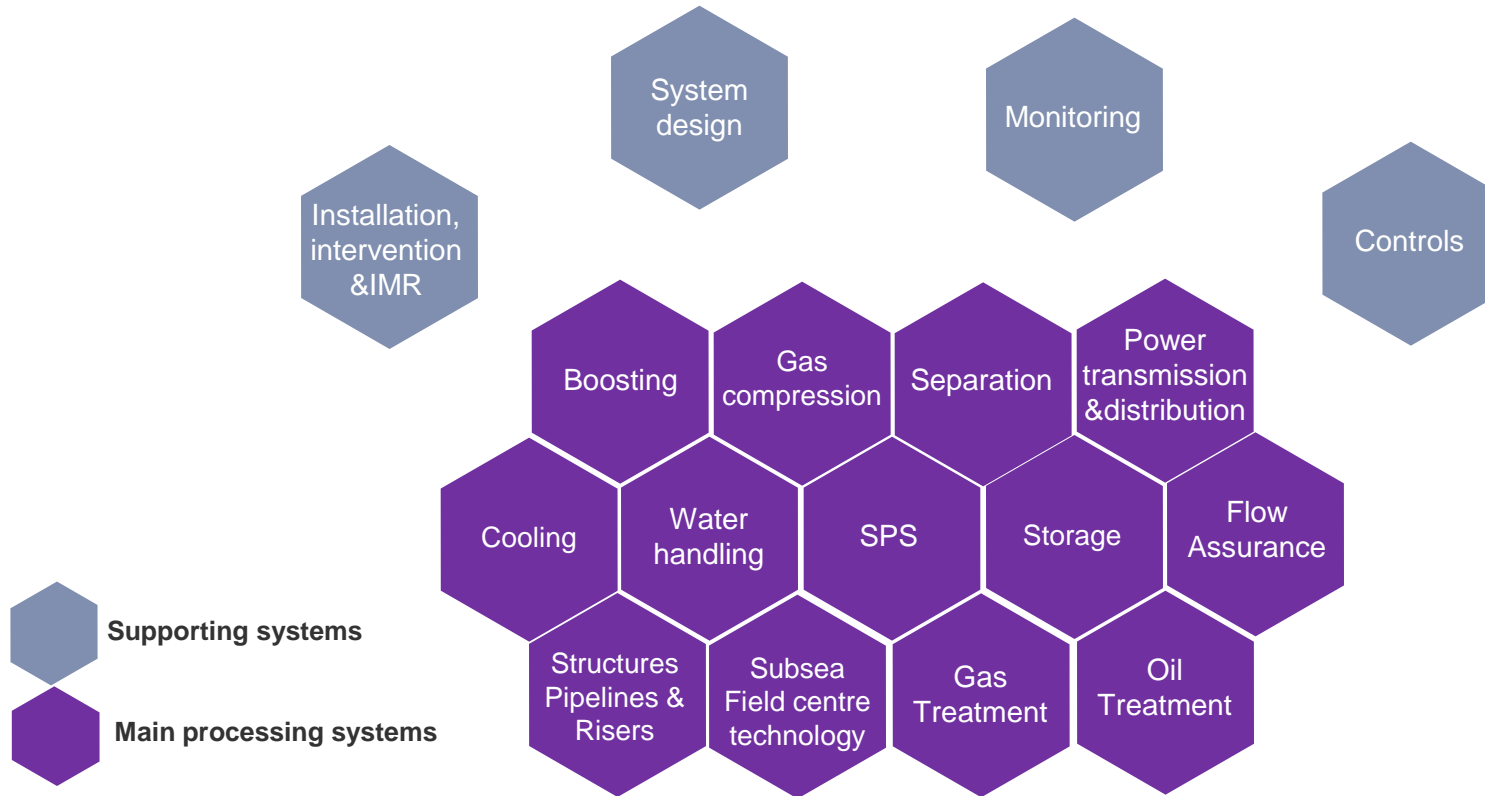 System
design
Monitoring
Installation,
intervention
&IMR
Controls
Boosting
Gas
compression
Separation
Power
transmission
&distribution
Cooling
Water
handling
SPS
Storage
Flow
Assurance
Structures
Pipelines &
Risers
Subsea
Field centre
technology
Gas
Treatment
Oil
Treatment
Supporting systems
Main processing systems